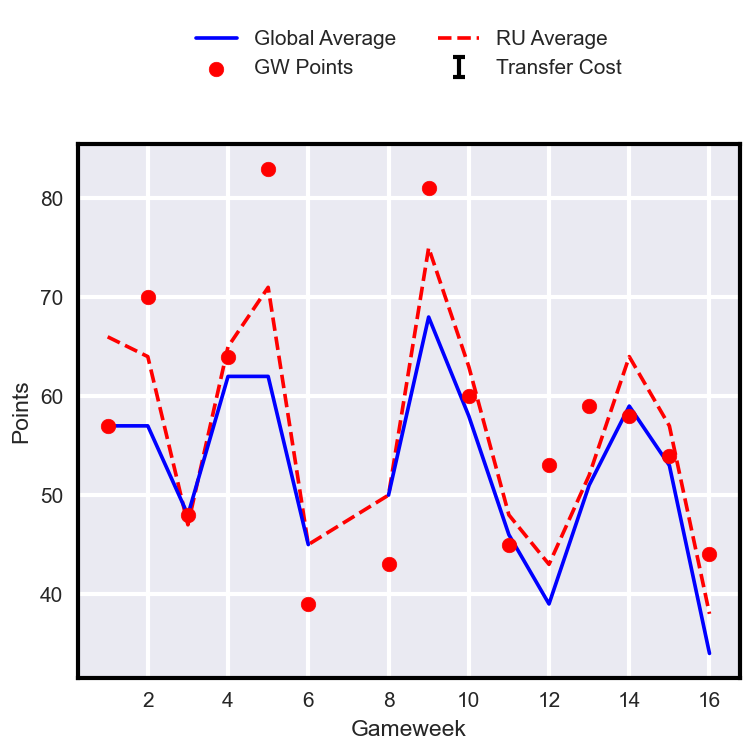 Global Average
RU Average
GW Points
Transfer Cost
80
70
60
50
40
Points
2 4 6 8 10 12 14 16
Gameweek